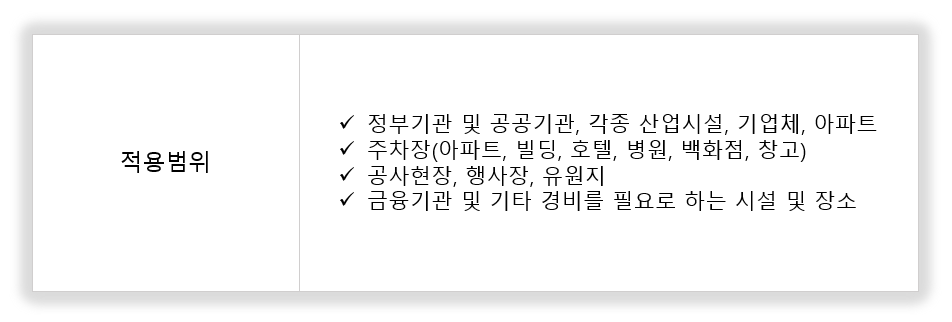 적용범위
✓ 정부기관 및 공공기관, 각종 산업시설, 기업체, 아파트
✓ 주차장(아파트, 빌딩, 호텔, 병원, 백화점, 창고)
✓ 공사현장, 행사장, 유원지
✓ 금융기관 및 기타 경비를 필요로 하는 시설 및 장소